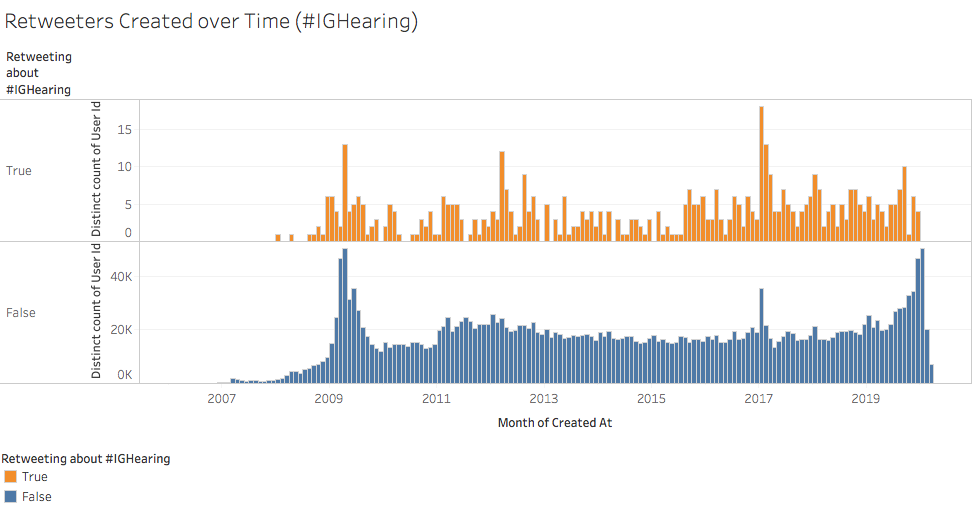 Retweeters Created over Time (#IGHearing)
Retweeting
about
#IGHearing
True
Distinct count of User Id
15
10
5
0
False
Distinct count of User Id
40K
20K
0K
2007 2009 2011 2013 2015 2017 2019
Month of Created At
Retweeting about #IGHearing
True
False